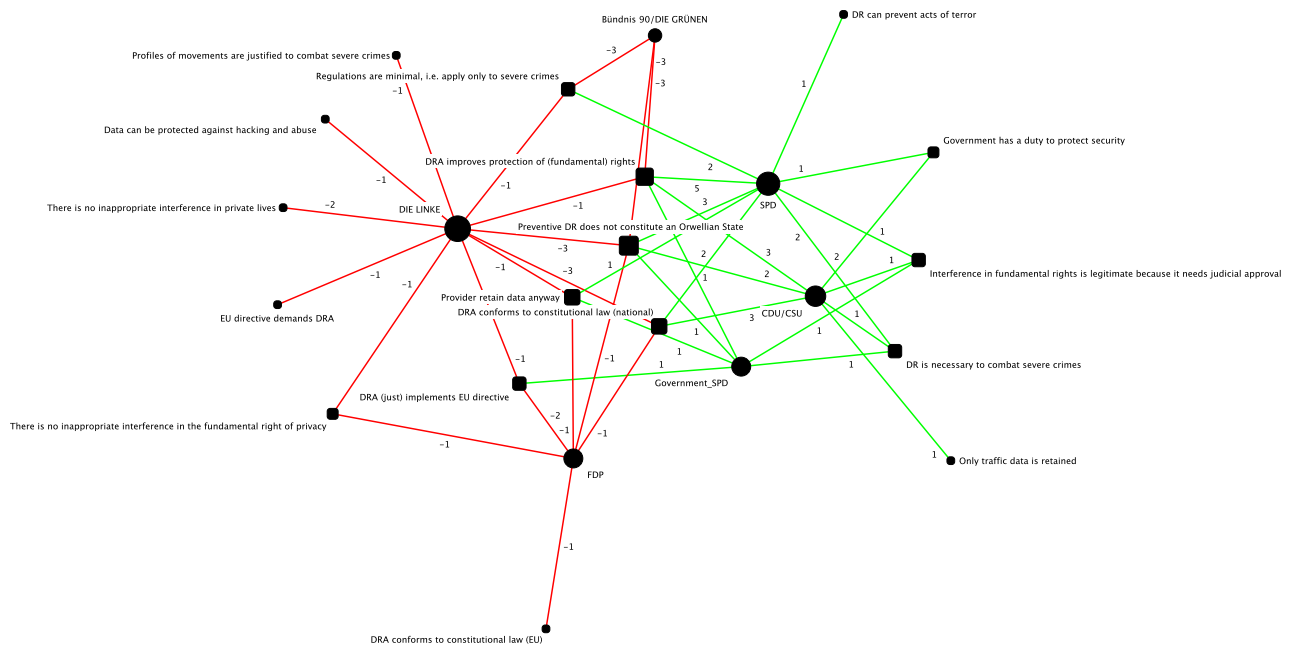 DR can prevent acts of terror
Bündnis 90/DIE GRÜNEN
-3
Profiles of movements are justified to combat severe crimes
-3
Regulations are minimal, i.e. apply only to severe crimes
-3
1
-1
Data can be protected against hacking and abuse
Government has a duty to protect security
DRA improves protection of (fundamental) rights
2
1
-1
-1
5
There is no inappropriate interference in private lives
-2
-1
3
DIE LINKE
SPD
Preventive DR does not constitute an Orwellian State
1
2
-3
2
3
2
1
-1
1
-3
2
1
Interference in fundamental rights is legitimate because it needs judicial approval
-1
-1
Provider retain data anyway
DRA conforms to constitutional law (national)
CDU/CSU
1
EU directive demands DRA
3
1
1
1
-1
-1
1
1
DR is necessary to combat severe crimes
Government_SPD
DRA (just) implements EU directive
-2
There is no inappropriate interference in the fundamental right of privacy
-1
-1
-1
1
Only traffic data is retained
FDP
-1
DRA conforms to constitutional law (EU)